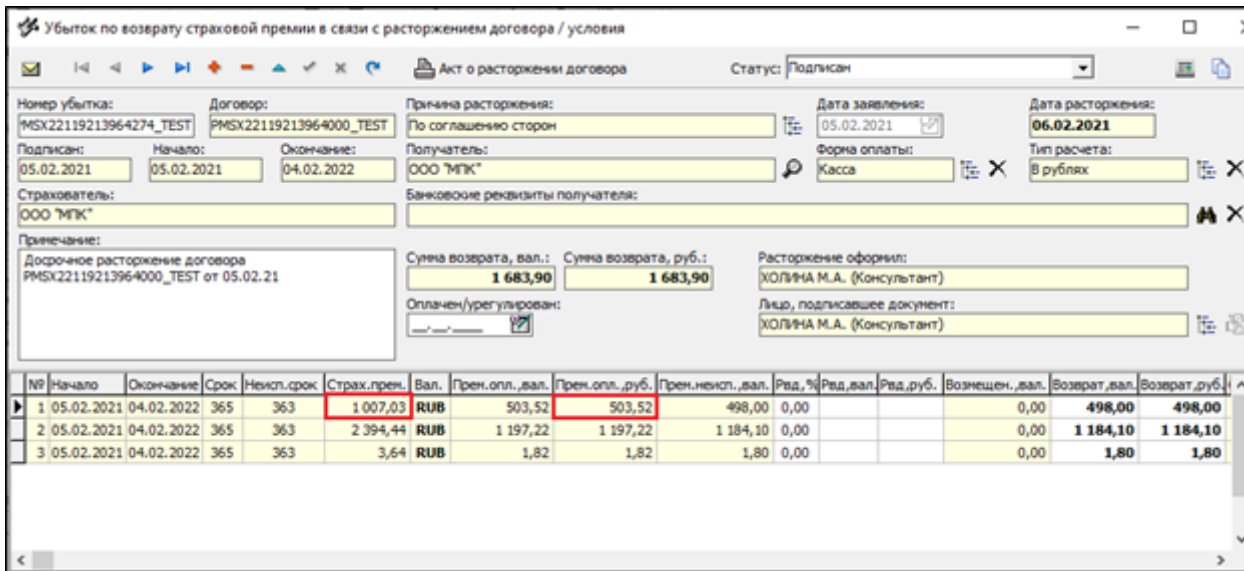 Убыток по возврату страховой премии в связи с расторжением договора / условия
Акт о расторжении договора Статус: Подписан
Номер убытка: Договор: Причина расторжения: Дата заявления: Дата расторжения:
MSX22119213964274_TEST PMSX22119213964000_TEST По соглашению сторон 05.02.2021 06.02.2021
Подписан: Начало: Окончание: Получатель: Форма оплаты: Тип расчета:
05.02.2021 05.02.2021 04.02.2022 ООО "МПК" Касса В рублях
Страхователь: Банковские реквизиты получателя:
ООО "МПК"
Примечание:
Досрочное расторжение договора
PMSX22119213964000_TEST от 05.02.21
Сумма возврата, вал.: Сумма возврата, руб.: Расторжение оформил:
1 683,90 1 683,90 ХОЛИНА М.А. (Консультант)
Оплачен/урегулирован: Лицо, подписавшее документ:
__.__.____ ХОЛИНА М.А. (Консультант)
№ Начало Окончание Срок Неисп.срок Страх.прем. Вал. Прем.опл.,вал. Прем.опл.,руб. Прем.неисп.,вал. Рвд,% Рвд,вал. Рвд,руб. Возмещен.,вал. Возврат,вал. Возврат,руб.
1 05.02.2021 04.02.2022 365 363 1 007,03 RUB 503,52 503,52 498,00 0,00 0,00 498,00 498,00
2 05.02.2021 04.02.2022 365 363 2 394,44 RUB 1 197,22 1 197,22 1 184,10 0,00 0,00 1 184,10 1 184,10
3 05.02.2021 04.02.2022 365 363 3,64 RUB 1,82 1,82 1,80 0,00 0,00 1,80 1,80